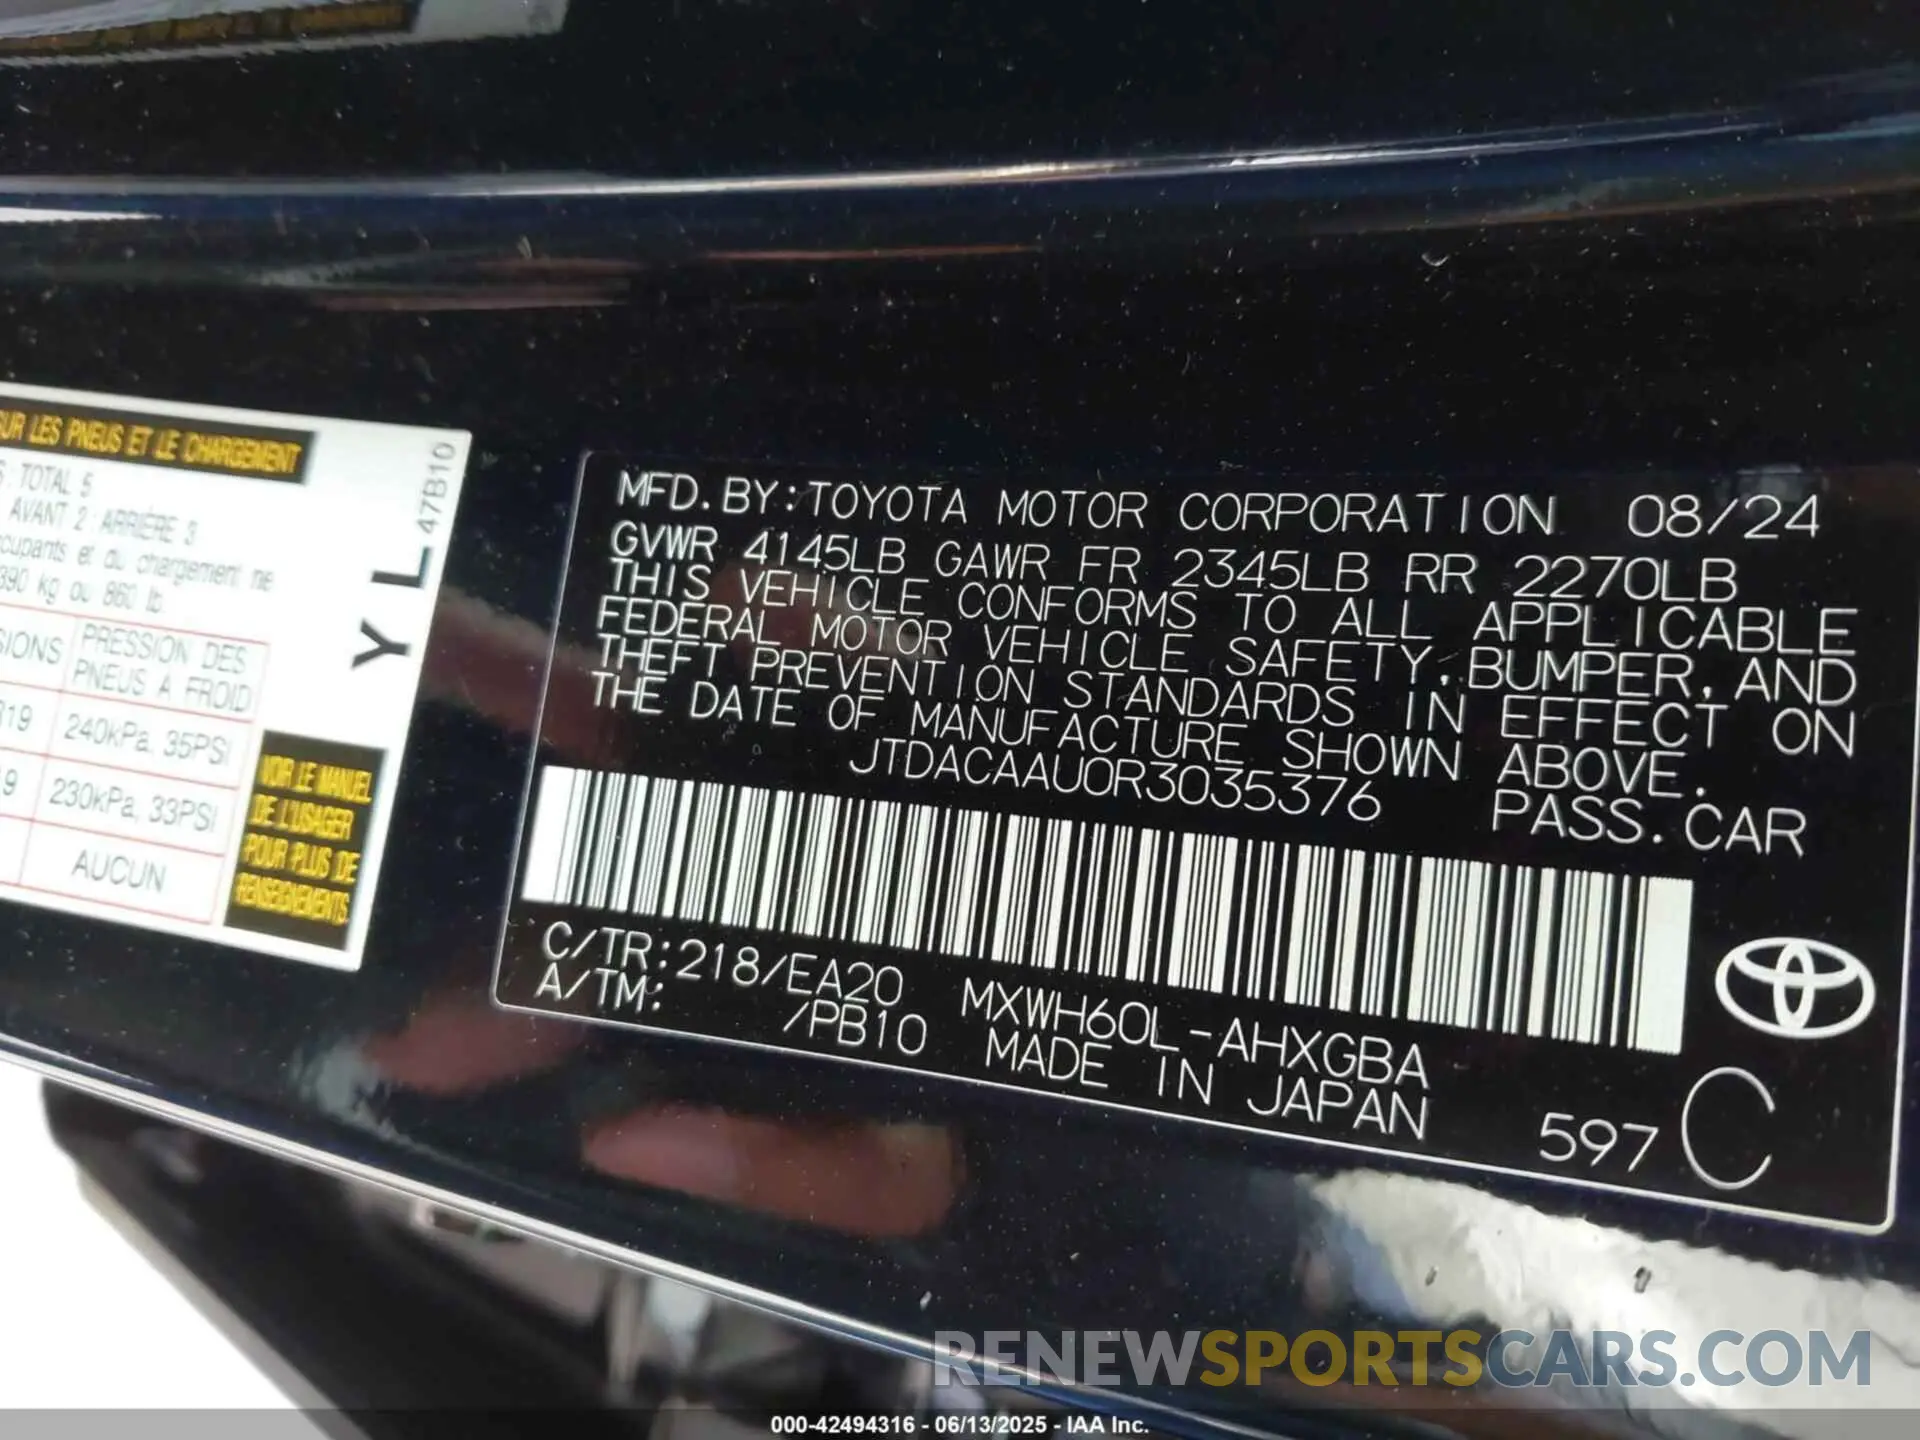 SUR LES PNEUS ET LE CHARGEMENT
TOTAL 5
AVANT 2 ARRIÈRE 3
et du chargement ne
390 kg ou 860 lb.
PRESSION DES
PNEUS À FROID
240kPa, 35PSI
230kPa, 33PSI
AUCUN
VOIR LE MANUEL
DE L'USAGER
POUR PLUS DE
RENSEIGNEMENTS
47B10
YL
MFD. BY: TOYOTA MOTOR CORPORATION 08/24
GVWR 4145LB GAWR FR 2345LB RR 2270LB
THIS VEHICLE CONFORMS TO ALL APPLICABLE
FEDERAL MOTOR VEHICLE SAFETY, BUMPER, AND
THEFT PREVENTION STANDARDS IN EFFECT ON
THE DATE OF MANUFACTURE SHOWN ABOVE.
JTDACAAU0R3035376 PASS. CAR
C/TR: 218/EA20 MXWH60L-AHXGBA
A/TM: /PB10 MADE IN JAPAN
597 C
RENEWSPORTSCARS.COM
000-42494316 - 06/13/2025 - IAA Inc.